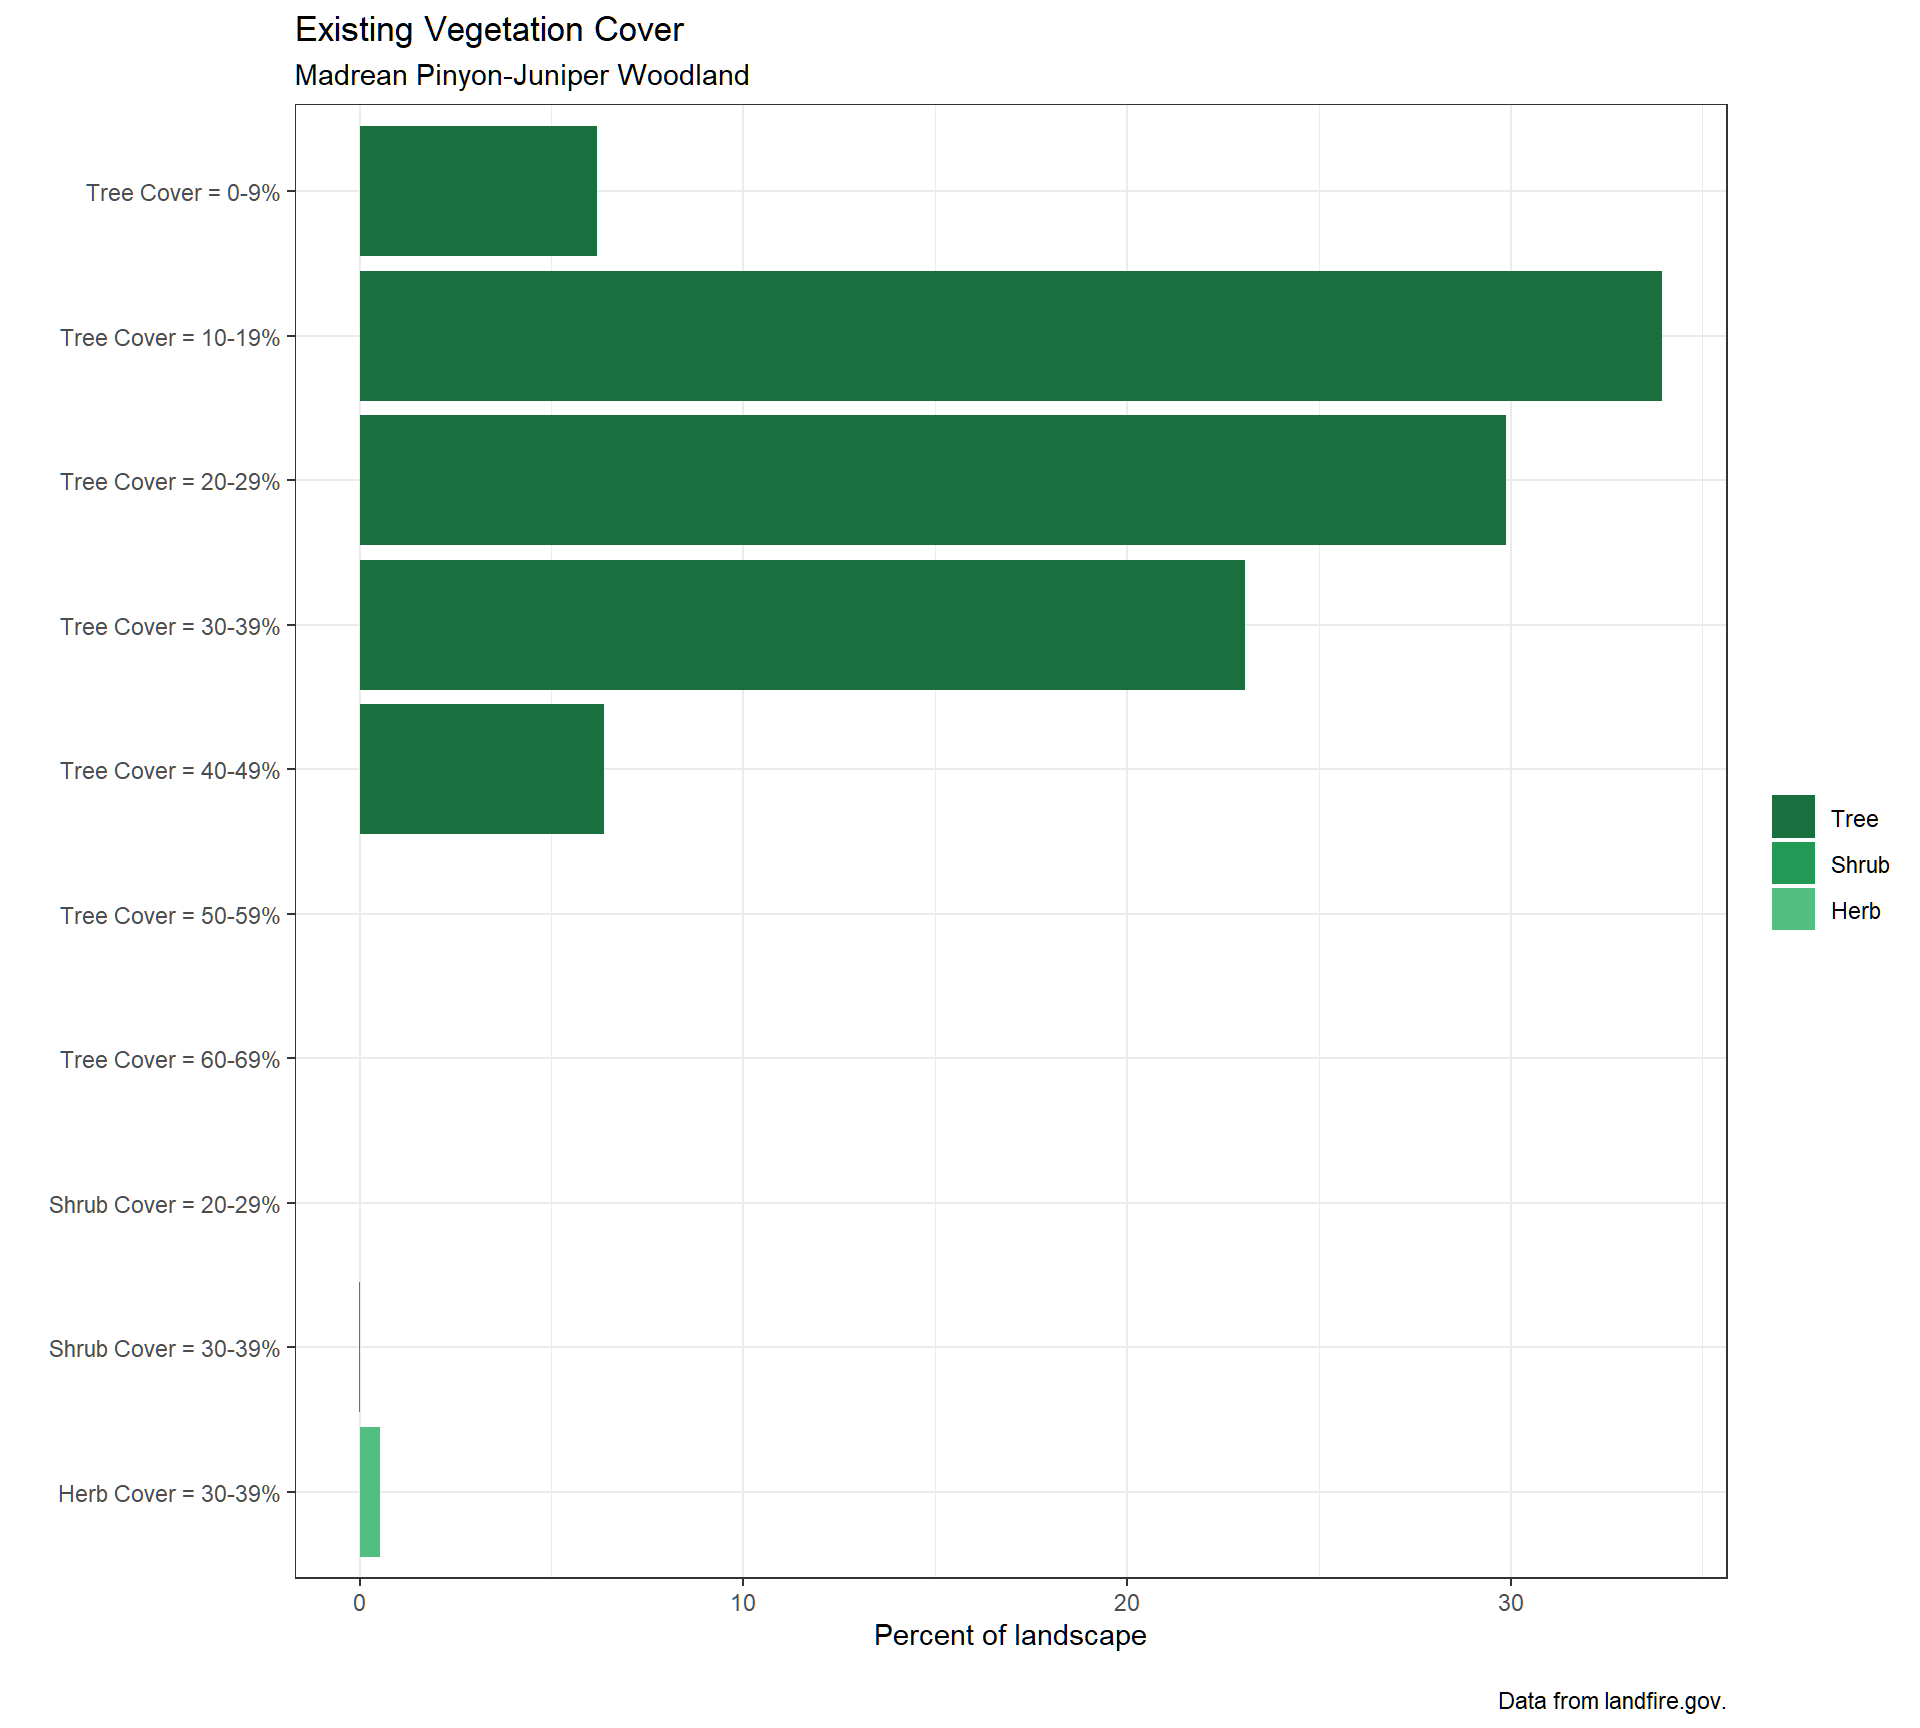 Existing Vegetation Cover
Madrean Pinyon-Juniper Woodland
Tree Cover = 0-9%
Tree Cover = 10-19%
Tree Cover = 20-29%
Tree Cover = 30-39%
Tree Cover = 40-49%
Tree Cover = 50-59%
Tree Cover = 60-69%
Shrub Cover = 20-29%
Shrub Cover = 30-39%
Herb Cover = 30-39%
0 10 20 30
Percent of landscape
Tree
Shrub
Herb
Data from landfire.gov.